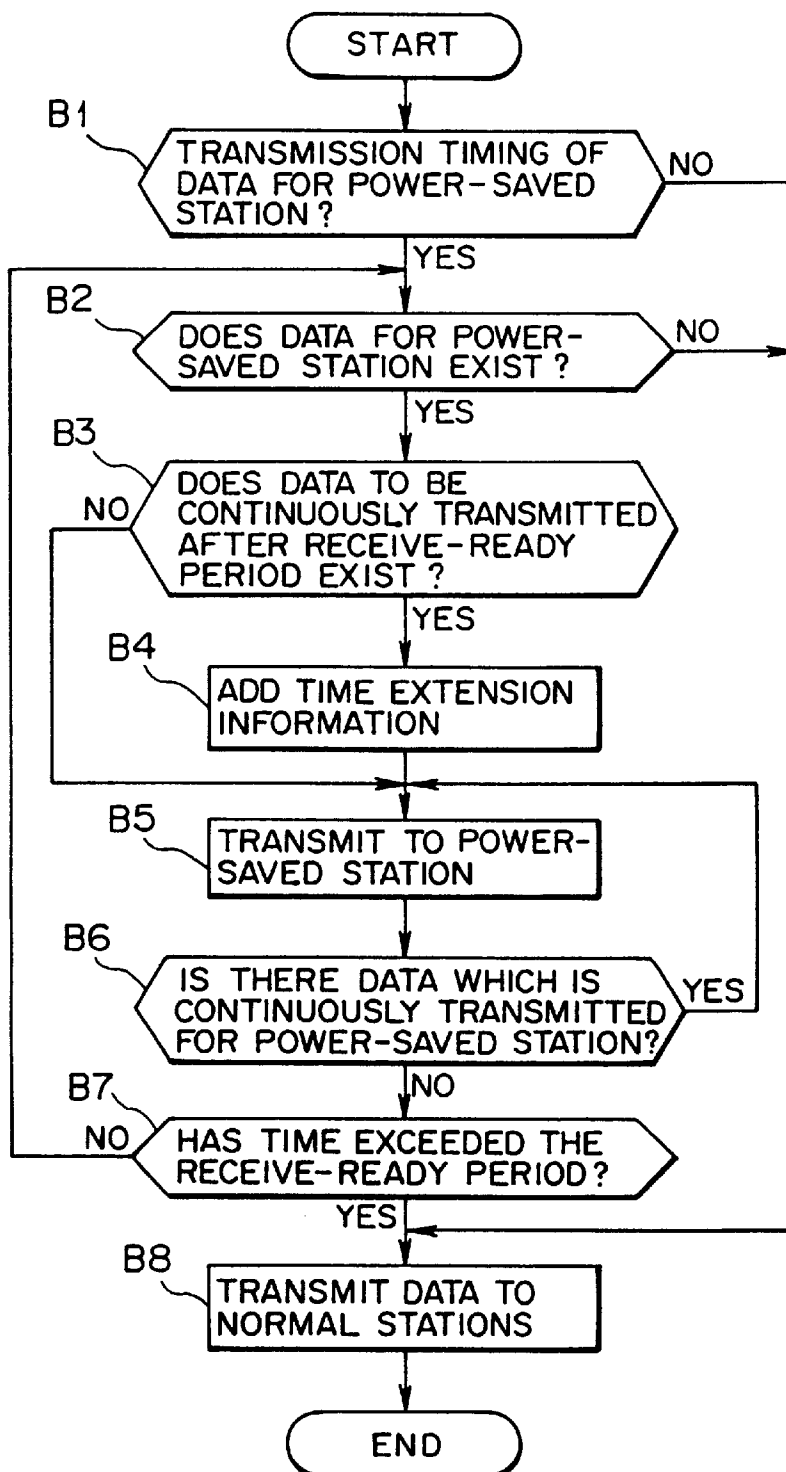 START
B1
TRANSMISSION TIMING OF
DATA FOR POWER-SAVED
STATION?
NO
YES
B2
DOES DATA FOR POWER-
SAVED STATION EXIST?
NO
YES
B3
DOES DATA TO BE
CONTINUOUSLY TRANSMITTED
AFTER RECEIVE-READY
PERIOD EXIST?
NO
YES
B4
ADD TIME EXTENSION
INFORMATION
B5
TRANSMIT TO POWER-
SAVED STATION
B6
IS THERE DATA WHICH IS
CONTINUOUSLY TRANSMITTED
FOR POWER-SAVED STATION?
YES
NO
B7
NO
HAS TIME EXCEEDED THE
RECEIVE-READY PERIOD?
YES
B8
TRANSMIT DATA TO
NORMAL STATIONS
END